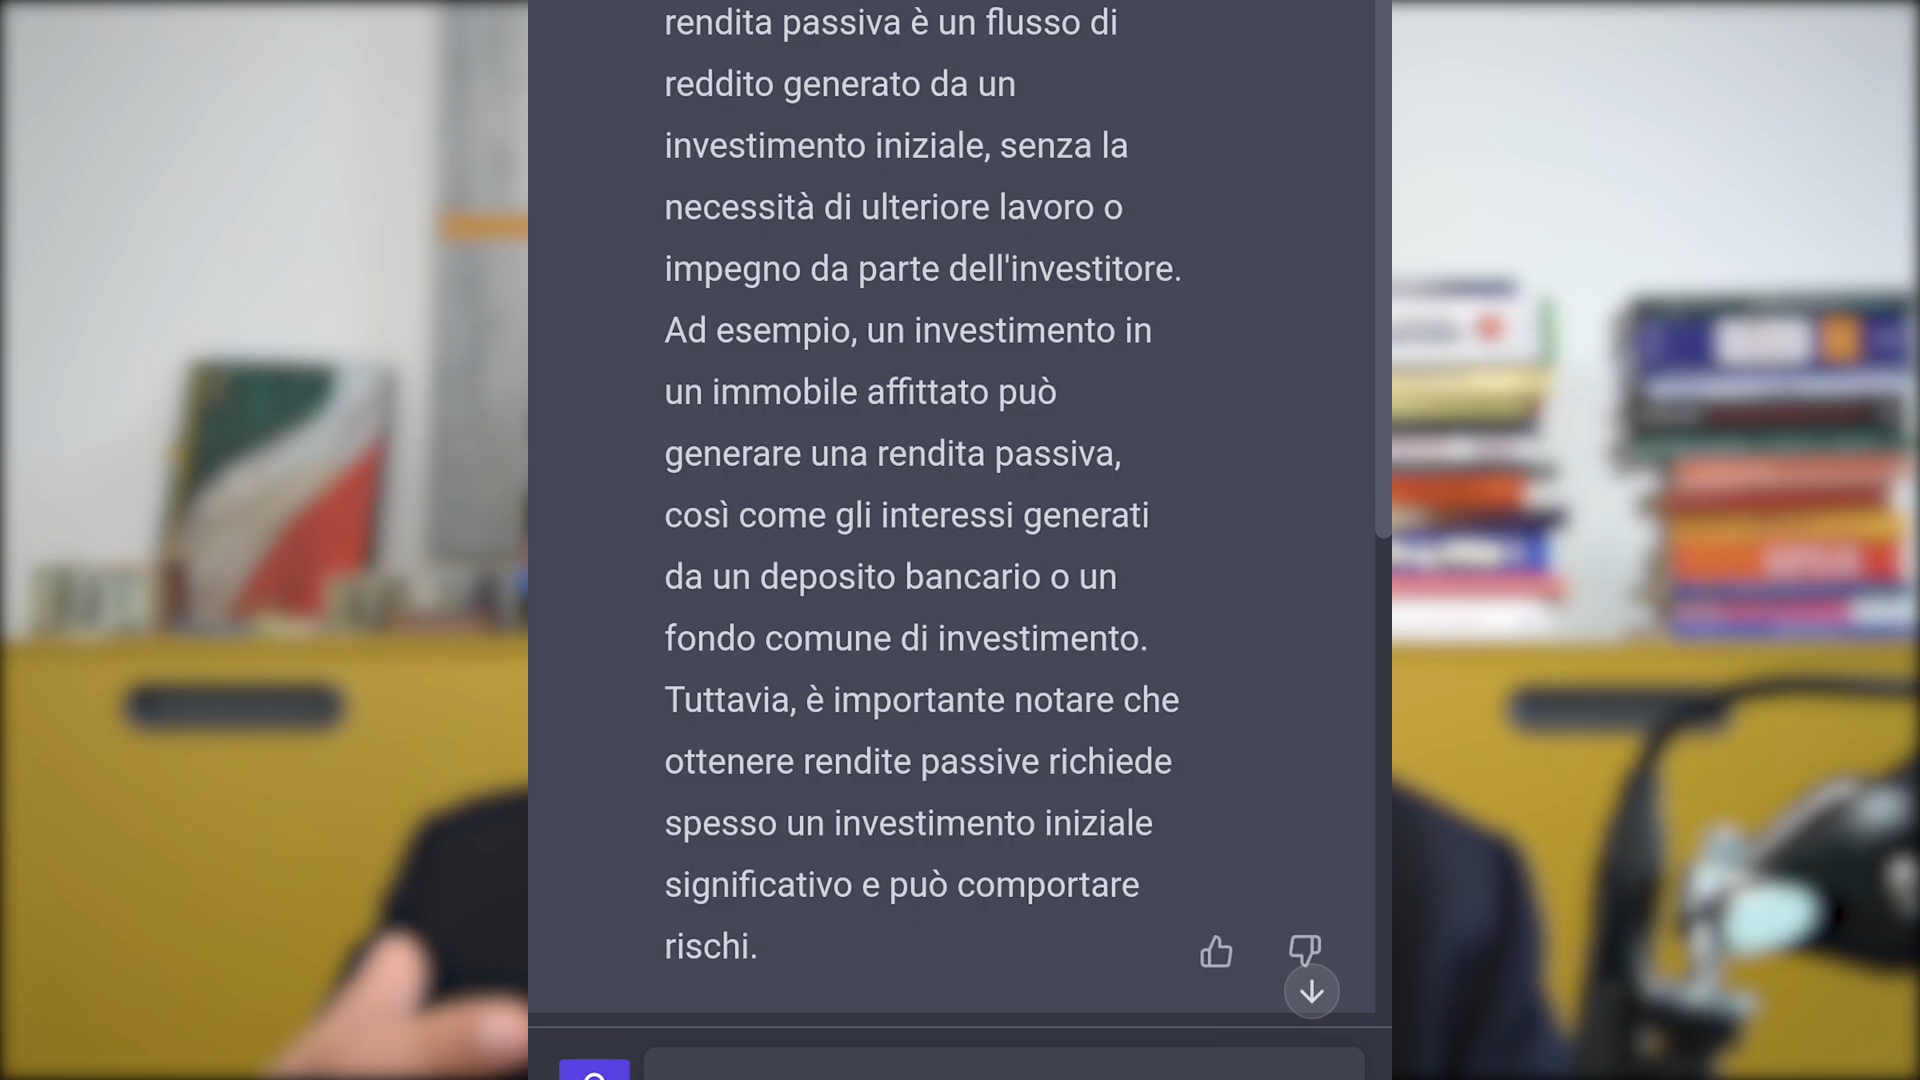 rendita passiva è un flusso di
reddito generato da un
investimento iniziale, senza la
necessità di ulteriore lavoro o
impegno da parte dell'investitore.
Ad esempio, un investimento in
un immobile affittato può
generare una rendita passiva,
così come gli interessi generati
da un deposito bancario o un
fondo comune di investimento.
Tuttavia, è importante notare che
ottenere rendite passive richiede
spesso un investimento iniziale
significativo e può comportare
rischi.